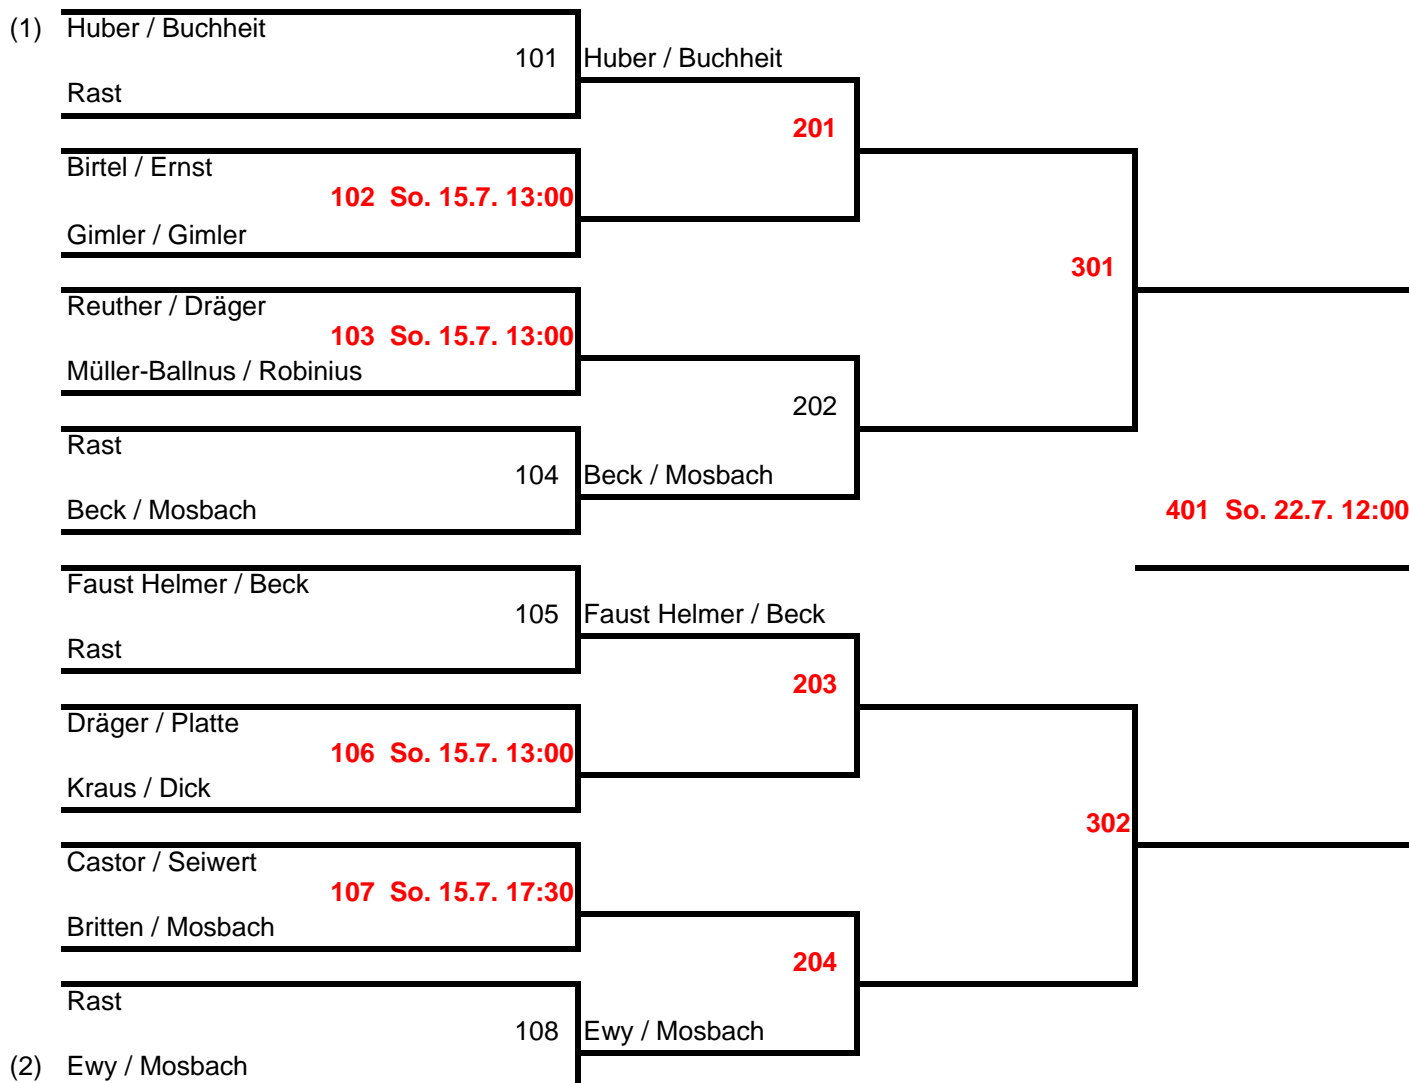 (1) Huber / Buchheit
101 Huber / Buchheit
Rast
201
Birtel / Ernst
102 So. 15.7. 13:00
Gimler / Gimler
301
Reuther / Dräger
103 So. 15.7. 13:00
Müller-Ballnus / Robinius
202
Rast
104 Beck / Mosbach
Beck / Mosbach
401 So. 22.7. 12:00
Faust Helmer / Beck
105 Faust Helmer / Beck
Rast
203
Dräger / Platte
106 So. 15.7. 13:00
Kraus / Dick
302
Castor / Seiwert
107 So. 15.7. 17:30
Britten / Mosbach
204
Rast
108 Ewy / Mosbach
(2) Ewy / Mosbach